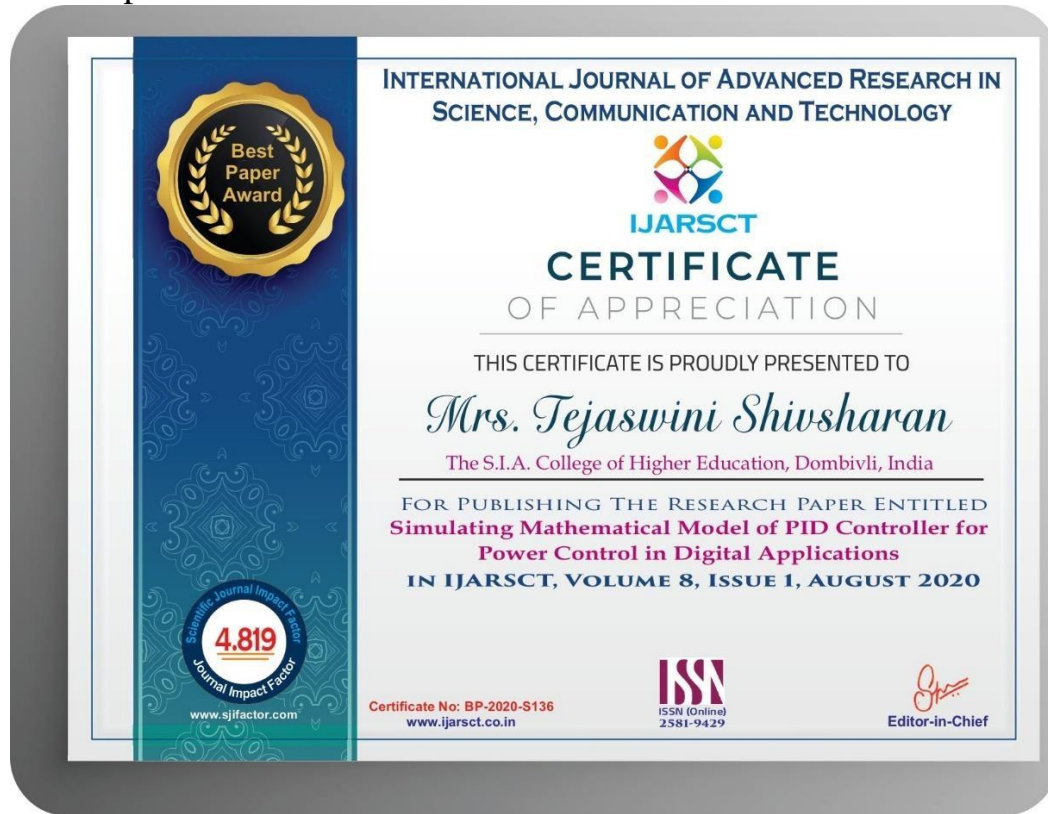 INTERNATIONAL JOURNAL OF ADVANCED RESEARCH IN
SCIENCE, COMMUNICATION AND TECHNOLOGY
Best
Paper
Award
IJARSCT
CERTIFICATE
OF APPRECIATION
THIS CERTIFICATE IS PROUDLY PRESENTED TO
Mrs. Tejaswini Shivsharan
The S.I.A. College of Higher Education, Dombivli, India
FOR PUBLISHING THE RESEARCH PAPER ENTITLED
Simulating Mathematical Model of PID Controller for
Power Control in Digital Applications
IN IJARSCT, VOLUME 8, ISSUE 1, AUGUST 2020
Scientific Journal Impact Factor
4.819
Journal Impact Factor
www.sjifactor.com
Certificate No: BP-2020-S136
www.ijarsct.co.in
ISSN
ISSN (Online)
2581-9429
Editor-in-Chief